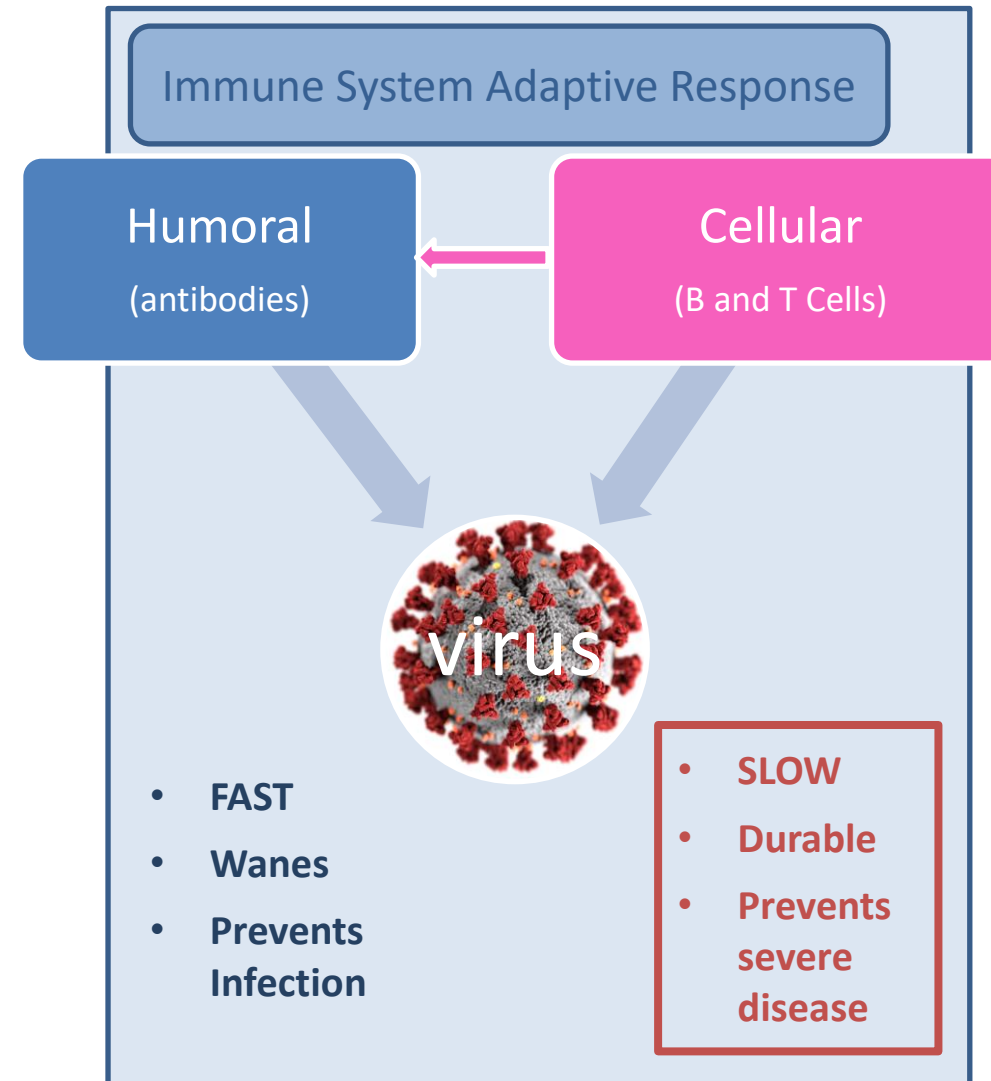 Immune System Adaptive Response
Humoral
(antibodies)
Cellular
(B and T Cells)
virus
• FAST
• Wanes
• Prevents
Infection
• SLOW
• Durable
• Prevents
severe
disease